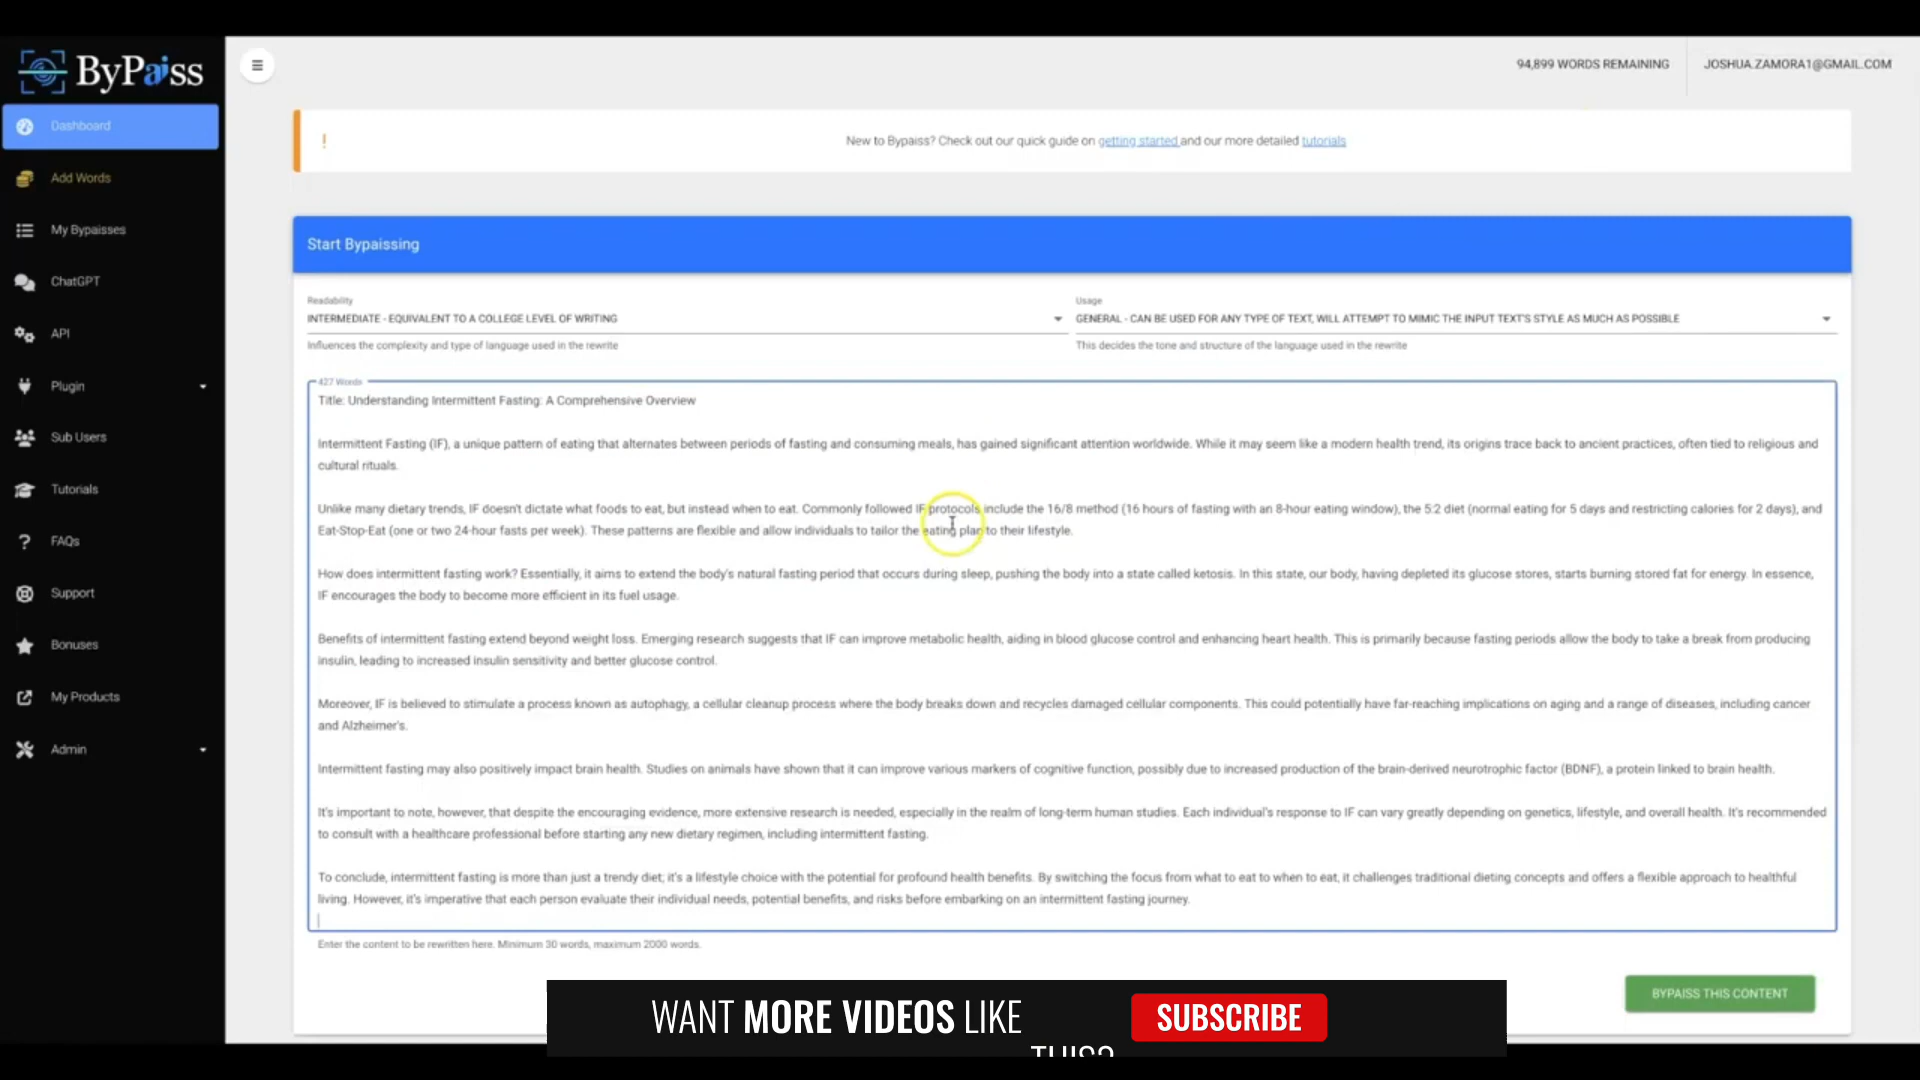 ByPaiss
94,899 WORDS REMAINING
JOSHUA.ZAMORA1@GMAIL.COM
Dashboard
Add Words
My Bypaisses
ChatGPT
API
Plugin
Sub Users
Tutorials
FAQs
Support
Bonuses
My Products
Admin
New to Bypaiss? Check out our quick guide on getting started and our more detailed tutorials
Start Bypaissing
Readability
INTERMEDIATE - EQUIVALENT TO A COLLEGE LEVEL OF WRITING
Influences the complexity and type of language used in the rewrite
Usage
GENERAL - CAN BE USED FOR ANY TYPE OF TEXT, WILL ATTEMPT TO MIMIC THE INPUT TEXT'S STYLE AS MUCH AS POSSIBLE
This decides the tone and structure of the language used in the rewrite
427 Words
Title: Understanding Intermittent Fasting: A Comprehensive Overview
Intermittent Fasting (IF), a unique pattern of eating that alternates between periods of fasting and consuming meals, has gained significant attention worldwide. While it may seem like a modern health trend, its origins trace back to ancient practices, often tied to religious and
cultural rituals.
Unlike many dietary trends, IF doesn't dictate what foods to eat, but instead when to eat. Commonly followed IF protocols include the 16/8 method (16 hours of fasting with an 8-hour eating window), the 5:2 diet (normal eating for 5 days and restricting calories for 2 days), and
Eat-Stop-Eat (one or two 24-hour fasts per week). These patterns are flexible and allow individuals to tailor the eating plan to their lifestyle.
How does intermittent fasting work? Essentially, it aims to extend the body's natural fasting period that occurs during sleep, pushing the body into a state called ketosis. In this state, our body, having depleted its glucose stores, starts burning stored fat for energy. In essence,
IF encourages the body to become more efficient in its fuel usage.
Benefits of intermittent fasting extend beyond weight loss. Emerging research suggests that IF can improve metabolic health, aiding in blood glucose control and enhancing heart health. This is primarily because fasting periods allow the body to take a break from producing
insulin, leading to increased insulin sensitivity and better glucose control.
Moreover, IF is believed to stimulate a process known as autophagy, a cellular cleanup process where the body breaks down and recycles damaged cellular components. This could potentially have far-reaching implications on aging and a range of diseases, including cancer
and Alzheimer's.
Intermittent fasting may also positively impact brain health. Studies on animals have shown that it can improve various markers of cognitive function, possibly due to increased production of the brain-derived neurotrophic factor (BDNF), a protein linked to brain health.
It's important to note, however, that despite the encouraging evidence, more extensive research is needed, especially in the realm of long-term human studies. Each individual's response to IF can vary greatly depending on genetics, lifestyle, and overall health. It's recommended
to consult with a healthcare professional before starting any new dietary regimen, including intermittent fasting.
To conclude, intermittent fasting is more than just a trendy diet; it's a lifestyle choice with the potential for profound health benefits. By switching the focus from what to eat to when to eat, it challenges traditional dieting concepts and offers a flexible approach to healthful
living. However, it's imperative that each person evaluate their individual needs, potential benefits, and risks before embarking on an intermittent fasting journey.
Enter the content to be rewritten here. Minimum 30 words, maximum 2000 words.
BYPAISS THIS CONTENT
WANT MORE VIDEOS LIKE
THIS?
SUBSCRIBE